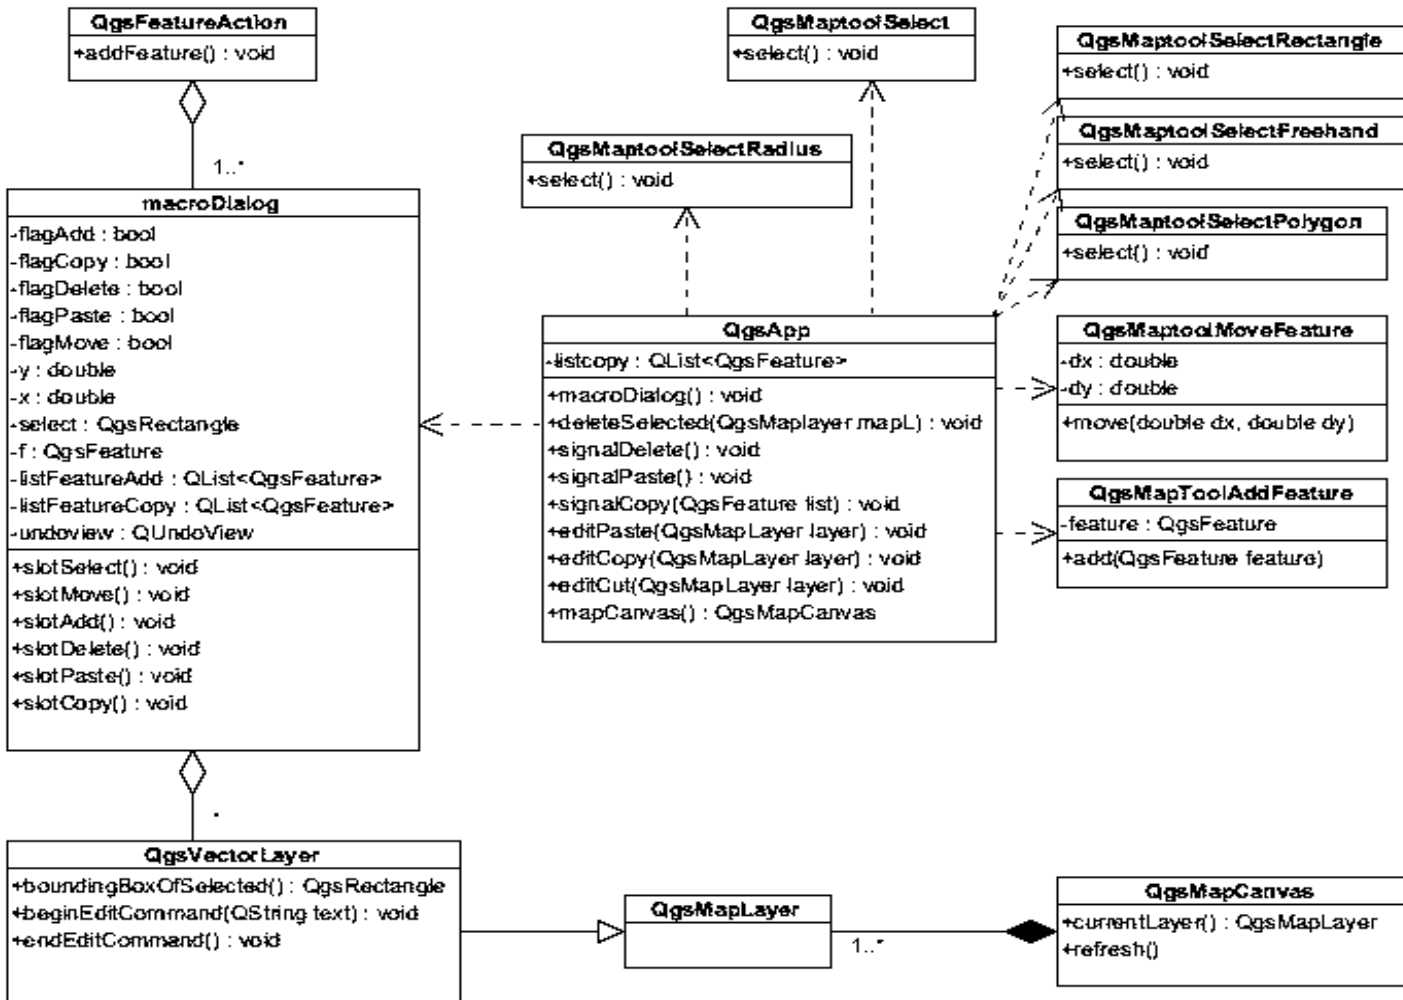 QgsFeatureAction
+addFeature() : void
1..*
macroDialog
-flagAdd : bool
-flagCopy : bool
-flagDelete : bool
-flagPaste : bool
-flagMove : bool
-y : double
-x : double
-select : QgsRectangle
-f : QgsFeature
-listFeatureAdd : QList<QgsFeature>
-listFeatureCopy : QList<QgsFeature>
-undoview : QUndoView
+slotSelect() : void
+slotMove() : void
+slotAdd() : void
+slotDelete() : void
+slotPaste() : void
+slotCopy() : void
*
QgsVectorLayer
+boundingBoxOfSelected() : QgsRectangle
+beginEditCommand(QString text) : void
+endEditCommand() : void
QgsMaptoolSelect
+select() : void
QgsMaptoolSelectRadius
+select() : void
QgsApp
-listcopy : QList<QgsFeature>
+macroDialog() : void
+deleteSelected(QgsMaplayer mapL) : void
+signalDelete() : void
+signalPaste() : void
+signalCopy(QgsFeature list) : void
+editPaste(QgsMapLayer layer) : void
+editCopy(QgsMapLayer layer) : void
+editCut(QgsMapLayer layer) : void
+mapCanvas() : QgsMapCanvas
QgsMaptoolSelectRectangle
+select() : void
QgsMaptoolSelectFreehand
+select() : void
QgsMaptoolSelectPolygon
+select() : void
QgsMaptoolMoveFeature
-dx : double
-dy : double
+move(double dx, double dy)
QgsMapToolAddFeature
-feature : QgsFeature
+add(QgsFeature feature)
QgsMapLayer
1..*
QgsMapCanvas
+currentLayer() : QgsMapLayer
+refresh()